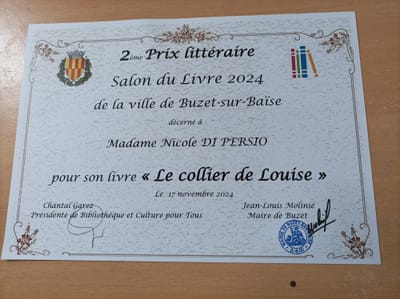 2ème Prix littéraire
Salon du Livre 2024
de la ville de Buzet-sur-Baïse
décerné à
Madame Nicole DI PERSIO
pour son livre « Le collier de Louise »
Le 17 novembre 2024
Chantal Garez
Présidente de Bibliothèque et Culture pour Tous
Jean-Louis Molinié
Maire de Buzet